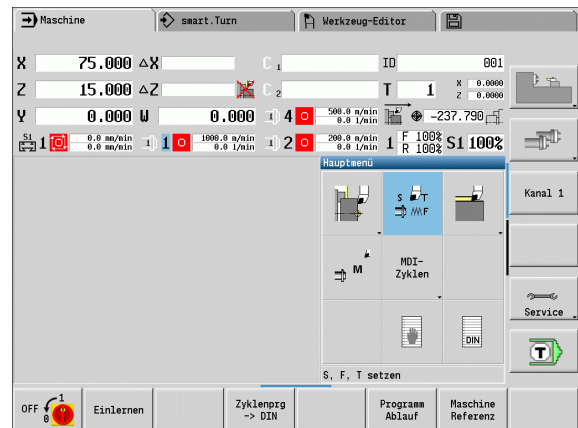 Maschine
smart.Turn
Werkzeug-Editor
X 75.000 ΔX C 1 ID 001
Z 15.000 ΔZ C 2 T 1 X 0.0000
Z 0.0000
Y 0.000 W 0.000 4 500.0 m/min
0.0 1/min -237.790
S1 1 0.0 mm/min
0.0 mm/min
1 1 1000.0 m/min
0.0 1/min
1 2 200.0 m/min
0.0 1/min
1 F 100%
R 100%
S1 100%
Hauptmenü
S T
F
M
MDI-
Zyklen
DIN
S, F, T setzen
Kanal 1
Service
T
OFF 1
0
Einlernen
Zyklenprg
-> DIN
Programm
Ablauf
Maschine
Referenz